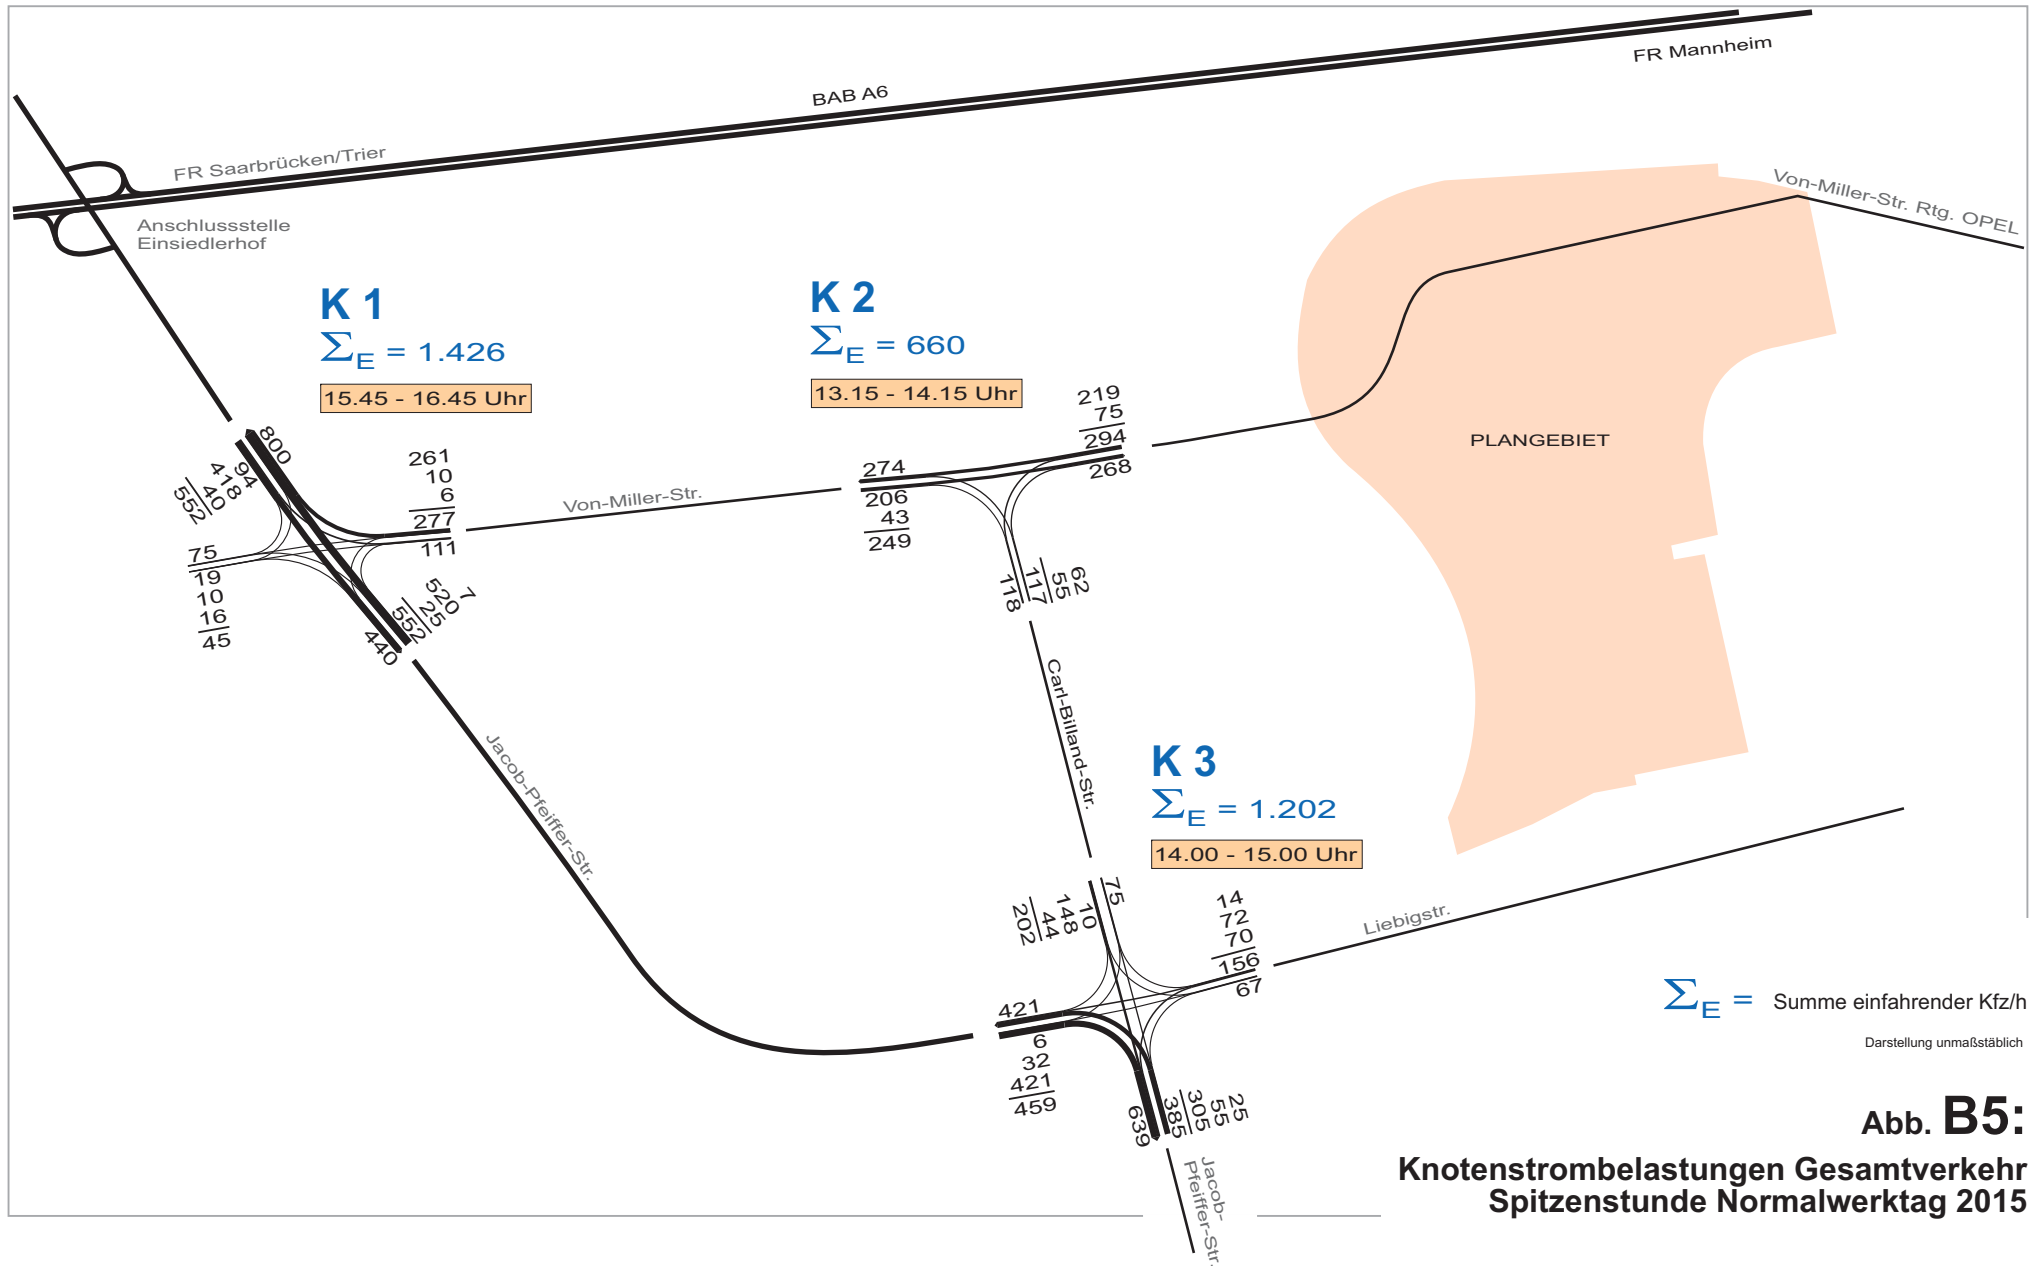 BAB A6
FR Mannheim
FR Saarbrücken/Trier
Anschlussstelle
Einsiedlerhof
Von-Miller-Str. Rtg. OPEL
K 1
ΣE = 1.426
15.45 - 16.45 Uhr
K 2
ΣE = 660
13.15 - 14.15 Uhr
PLANGEBIET
800
94
418
40
552
261
10
6
277
111
75
19
10
16
45
7
520
25
552
440
Von-Miller-Str.
219
75
294
268
274
206
43
249
62
55
117
118
Carl-Billand-Str.
Jacob-Pfeiffer-Str.
K 3
ΣE = 1.202
14.00 - 15.00 Uhr
75
10
148
44
202
14
72
70
156
67
Liebigstr.
421
6
32
421
459
25
55
305
385
639
Jacob-
Pfeiffer-Str.
ΣE = Summe einfahrender Kfz/h
Darstellung unmaßstäblich
Abb. B5:
Knotenstrombelastungen Gesamtverkehr
Spitzenstunde Normalwerktag 2015